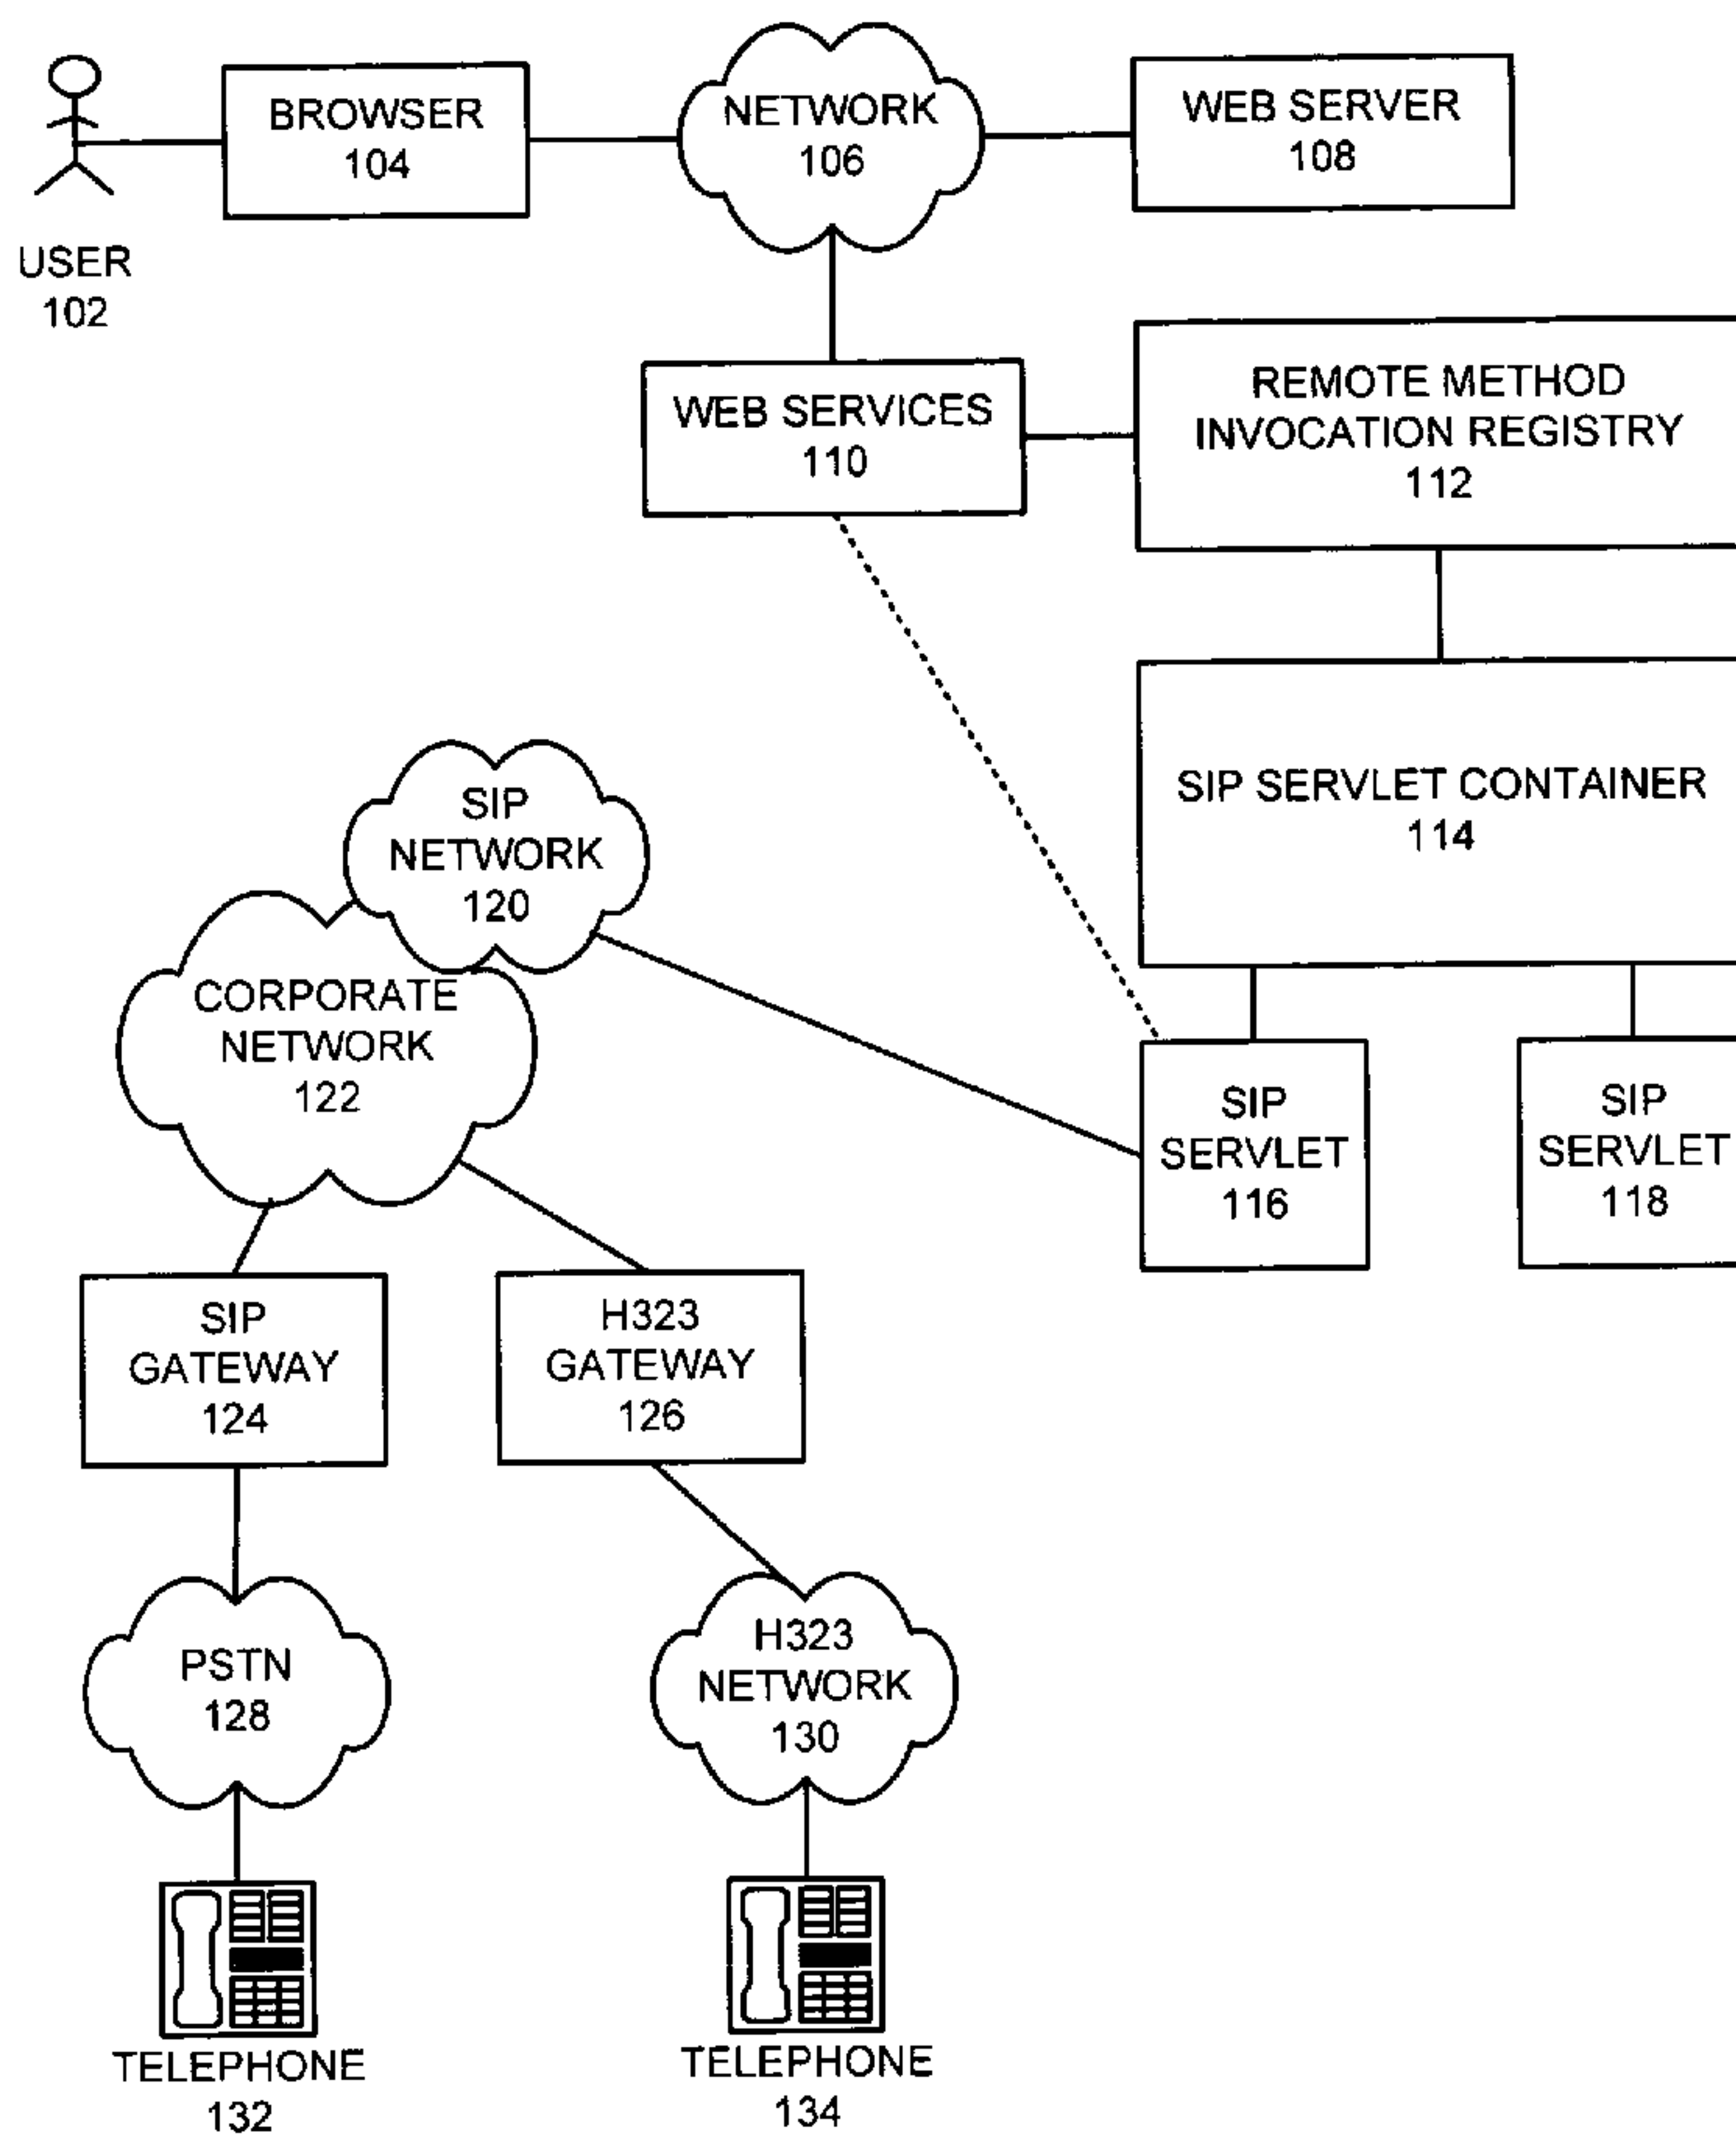 BROWSER
104
NETWORK
106
WEB SERVER
108
USER
102
WEB SERVICES
110
REMOTE METHOD
INVOCATION REGISTRY
112
SIP SERVLET CONTAINER
114
SIP
NETWORK
120
CORPORATE
NETWORK
122
SIP
SERVLET
116
SIP
SERVLET
118
SIP
GATEWAY
124
H323
GATEWAY
126
PSTN
128
H323
NETWORK
130
TELEPHONE
132
TELEPHONE
134